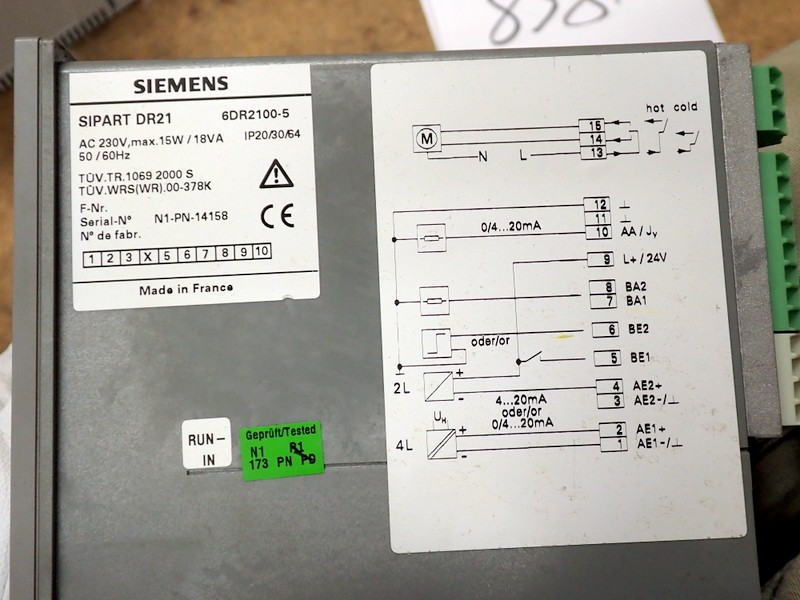 SIEMENS
SIPART DR21 6DR2100-5
AC 230V, max. 15W / 18VA IP20/30/64
50 / 60Hz
TÜV.TR.1069 2000 S
TÜV.WRS(WR).00-378K
F-Nr.
Serial-N° N1-PN-14158
N° de fabr.
CE
1 2 3 X 5 6 7 8 9 10
Made in France
RUN-
IN
Geprüft/Tested
N1
173 PN
hot cold
M
15
14
N L 13
12 ⊥
11 ⊥
0/4...20mA 10 AA / Jy
9 L+ / 24V
8 BA2
7 BA1
6 BE2
oder/or
5 BE1
2L + 4 AE2+
- 4...20mA 3 AE2-/⊥
oder/or
UH 0/4...20mA
4L + 2 AE1+
- 1 AE1-/⊥